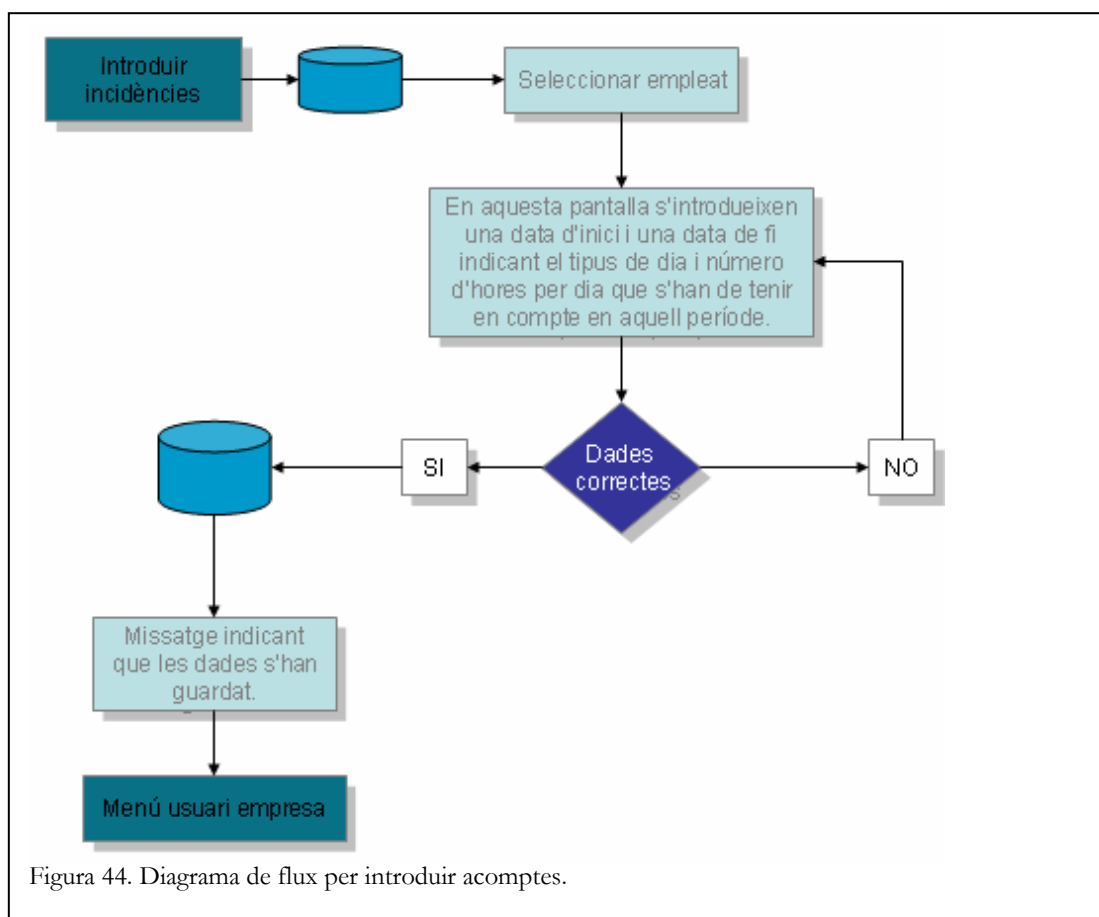 Introduir
incidències
Seleccionar empleat
En aquesta pantalla s'introdueixen
una data d'inici i una data de fi
indicant el tipus de dia i número
d'hores per dia que s'han de tenir
en compte en aquell període.
Dades
correctes
SI
NO
Missatge indicant
que les dades s'han
guardat.
Menú usuari empresa
Figura 44. Diagrama de flux per introduir acomptes.